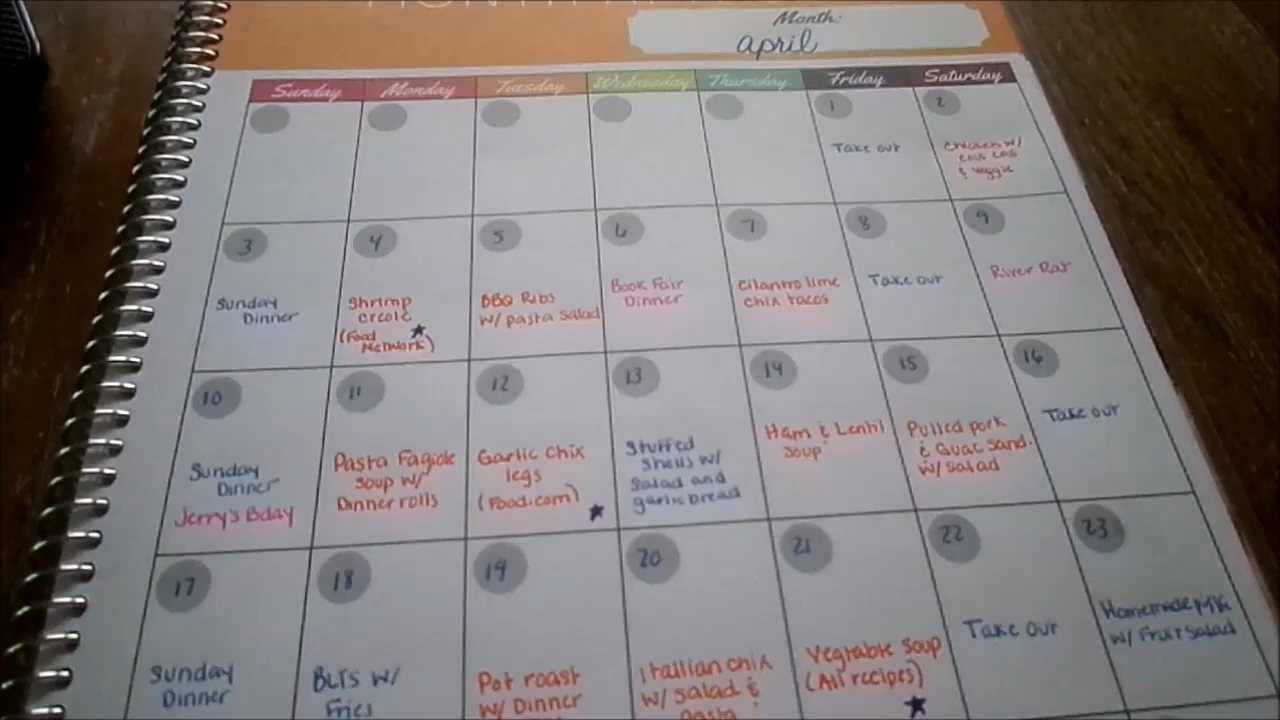 Month:
april
Sunday Monday Tuesday Wednesday Thursday Friday Saturday
1
Take out
2
Chicken w/
& veggie
3
Sunday
Dinner
4
Shrimp
creole
(Food
Network)
5
BBQ Ribs
w/ pasta salad
6
Book Fair
Dinner
7
Cilantro lime
chix tacos
8
Take out
9
River Rat
10
Sunday
Dinner
Jerry's Bday
11
Pasta Fagiole
soup w/
Dinner rolls
12
Garlic chix
legs
(Food.com)
13
Stuffed
shells w/
salad and
garlic bread
14
Ham & Lentil
soup
15
Pulled pork
& Guac sand.
w/ salad
16
Take out
17
Sunday
Dinner
18
BLTS w/
Fries
19
Pot roast
w/ Dinner
20
Itallian chix
w/ salad &
pasta
21
Vegtable soup
(All recipes)
22
Take out
23
Homemade
w/ Fruit salad